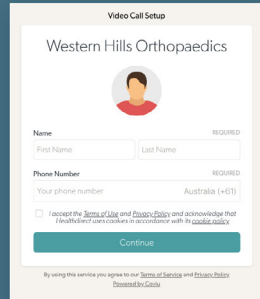 Video Call Setup
Western Hills Orthopaedics
Name REQUIRED
First Name Last Name
Phone Number REQUIRED
Your phone number Australia (+61)
I accept the Terms of Use and Privacy Policy and acknowledge that
Healthdirect uses cookies in accordance with its cookie policy
Continue
By using this service you agree to our Terms of Service and Privacy Policy
Powered by Coviu